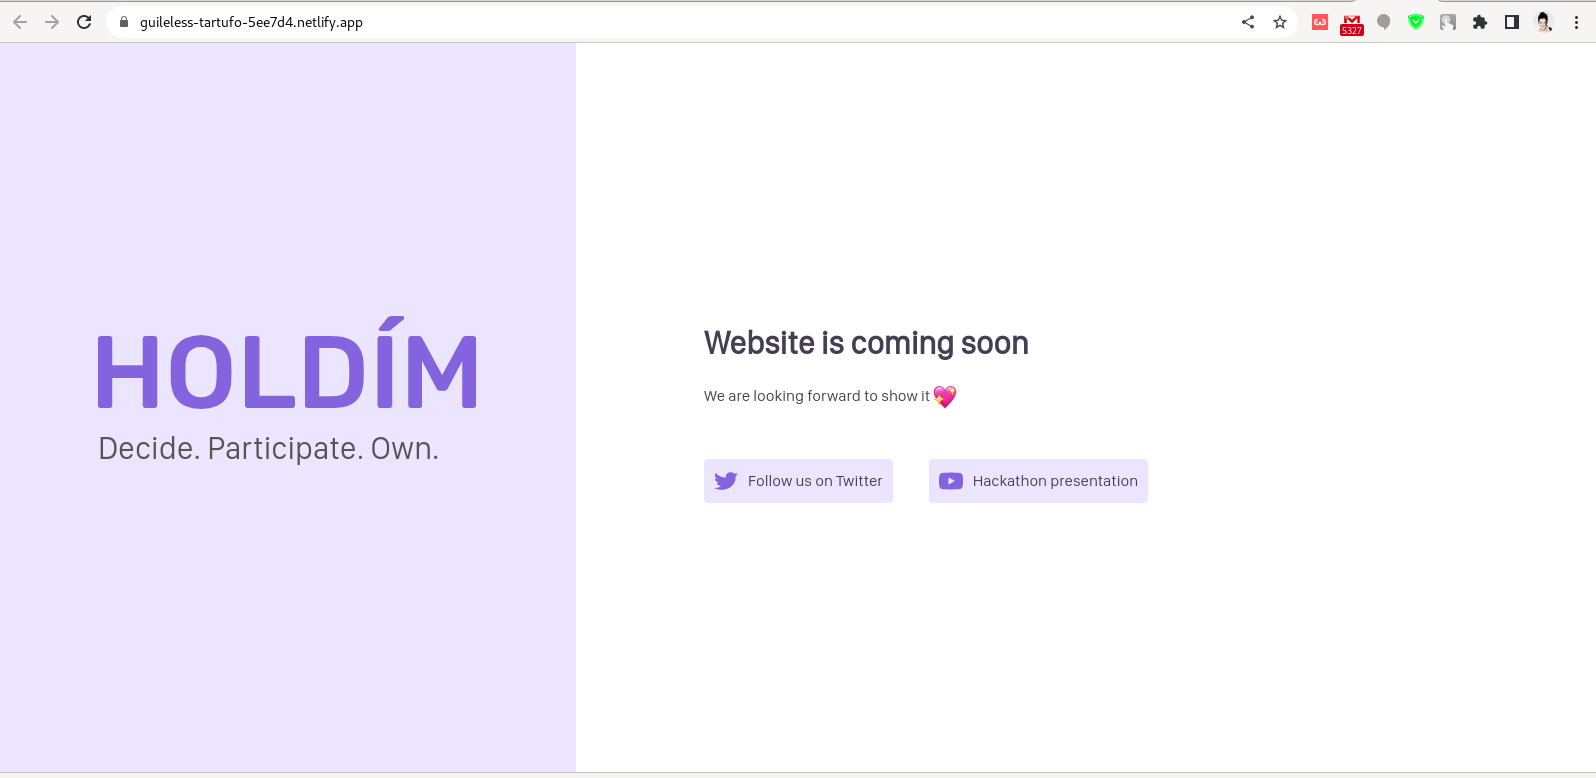 guileless-tartufo-5ee7d4.netlify.app
5327
HOLDÍM
Decide. Participate. Own.
Website is coming soon
We are looking forward to show it 💖
Follow us on Twitter
Hackathon presentation